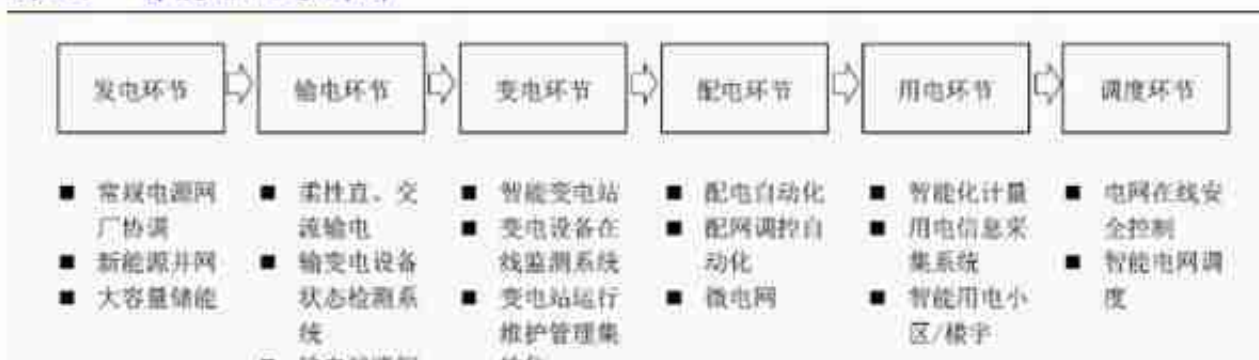 发电环节
输电环节
变电环节
配电环节
用电环节
调度环节
■ 常规电源网
厂协调
■ 新能源并网
■ 大容量储能
■ 柔性直、交
流输电
■ 输变电设备
状态检测系
统
■ 智能变电站
■ 变电设备在
线监测系统
■ 变电站运行
维护管理集
■ 配电自动化
■ 配网调控自
动化
■ 微电网
■ 智能化计量
■ 用电信息采
集系统
■ 智能用电小
区/楼宇
■ 电网在线安
全控制
■ 智能电网调
度